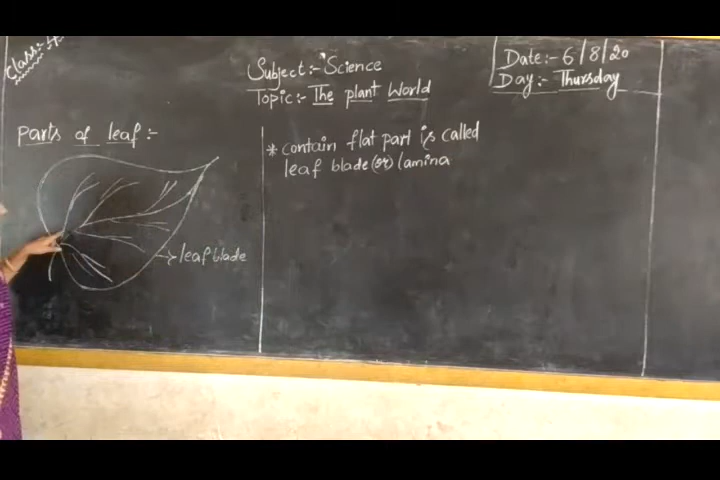 Class:- 4
Subject:- Science
Topic:- The plant World
Date:- 6/8/20
Day:- Thursday
parts of leaf:-
leaf blade
* contain flat part is called
leaf blade (or) lamina